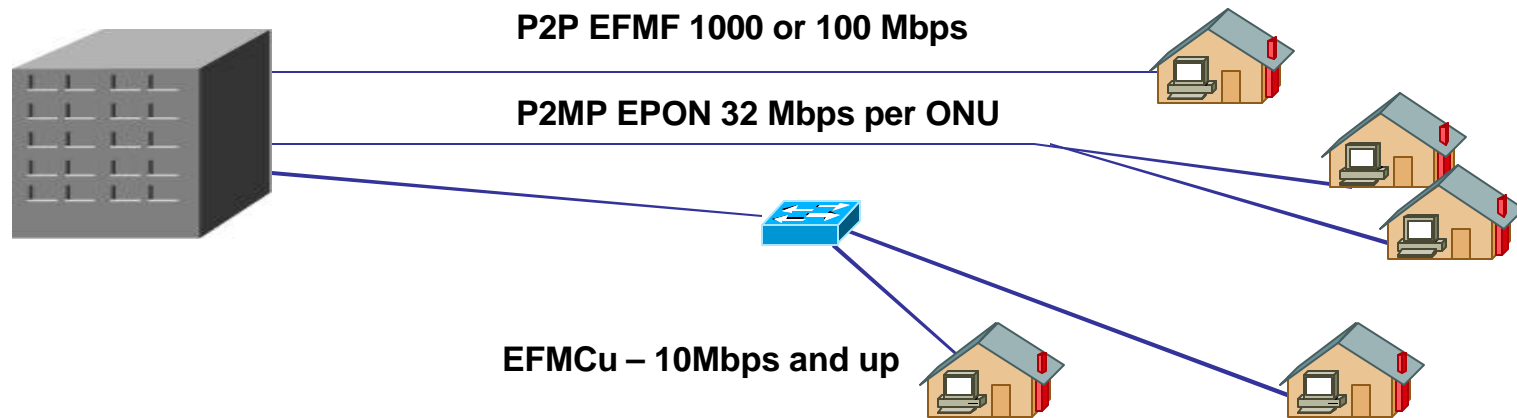 P2P EFMF 1000 or 100 Mbps
P2MP EPON 32 Mbps per ONU
EFMCu – 10Mbps and up